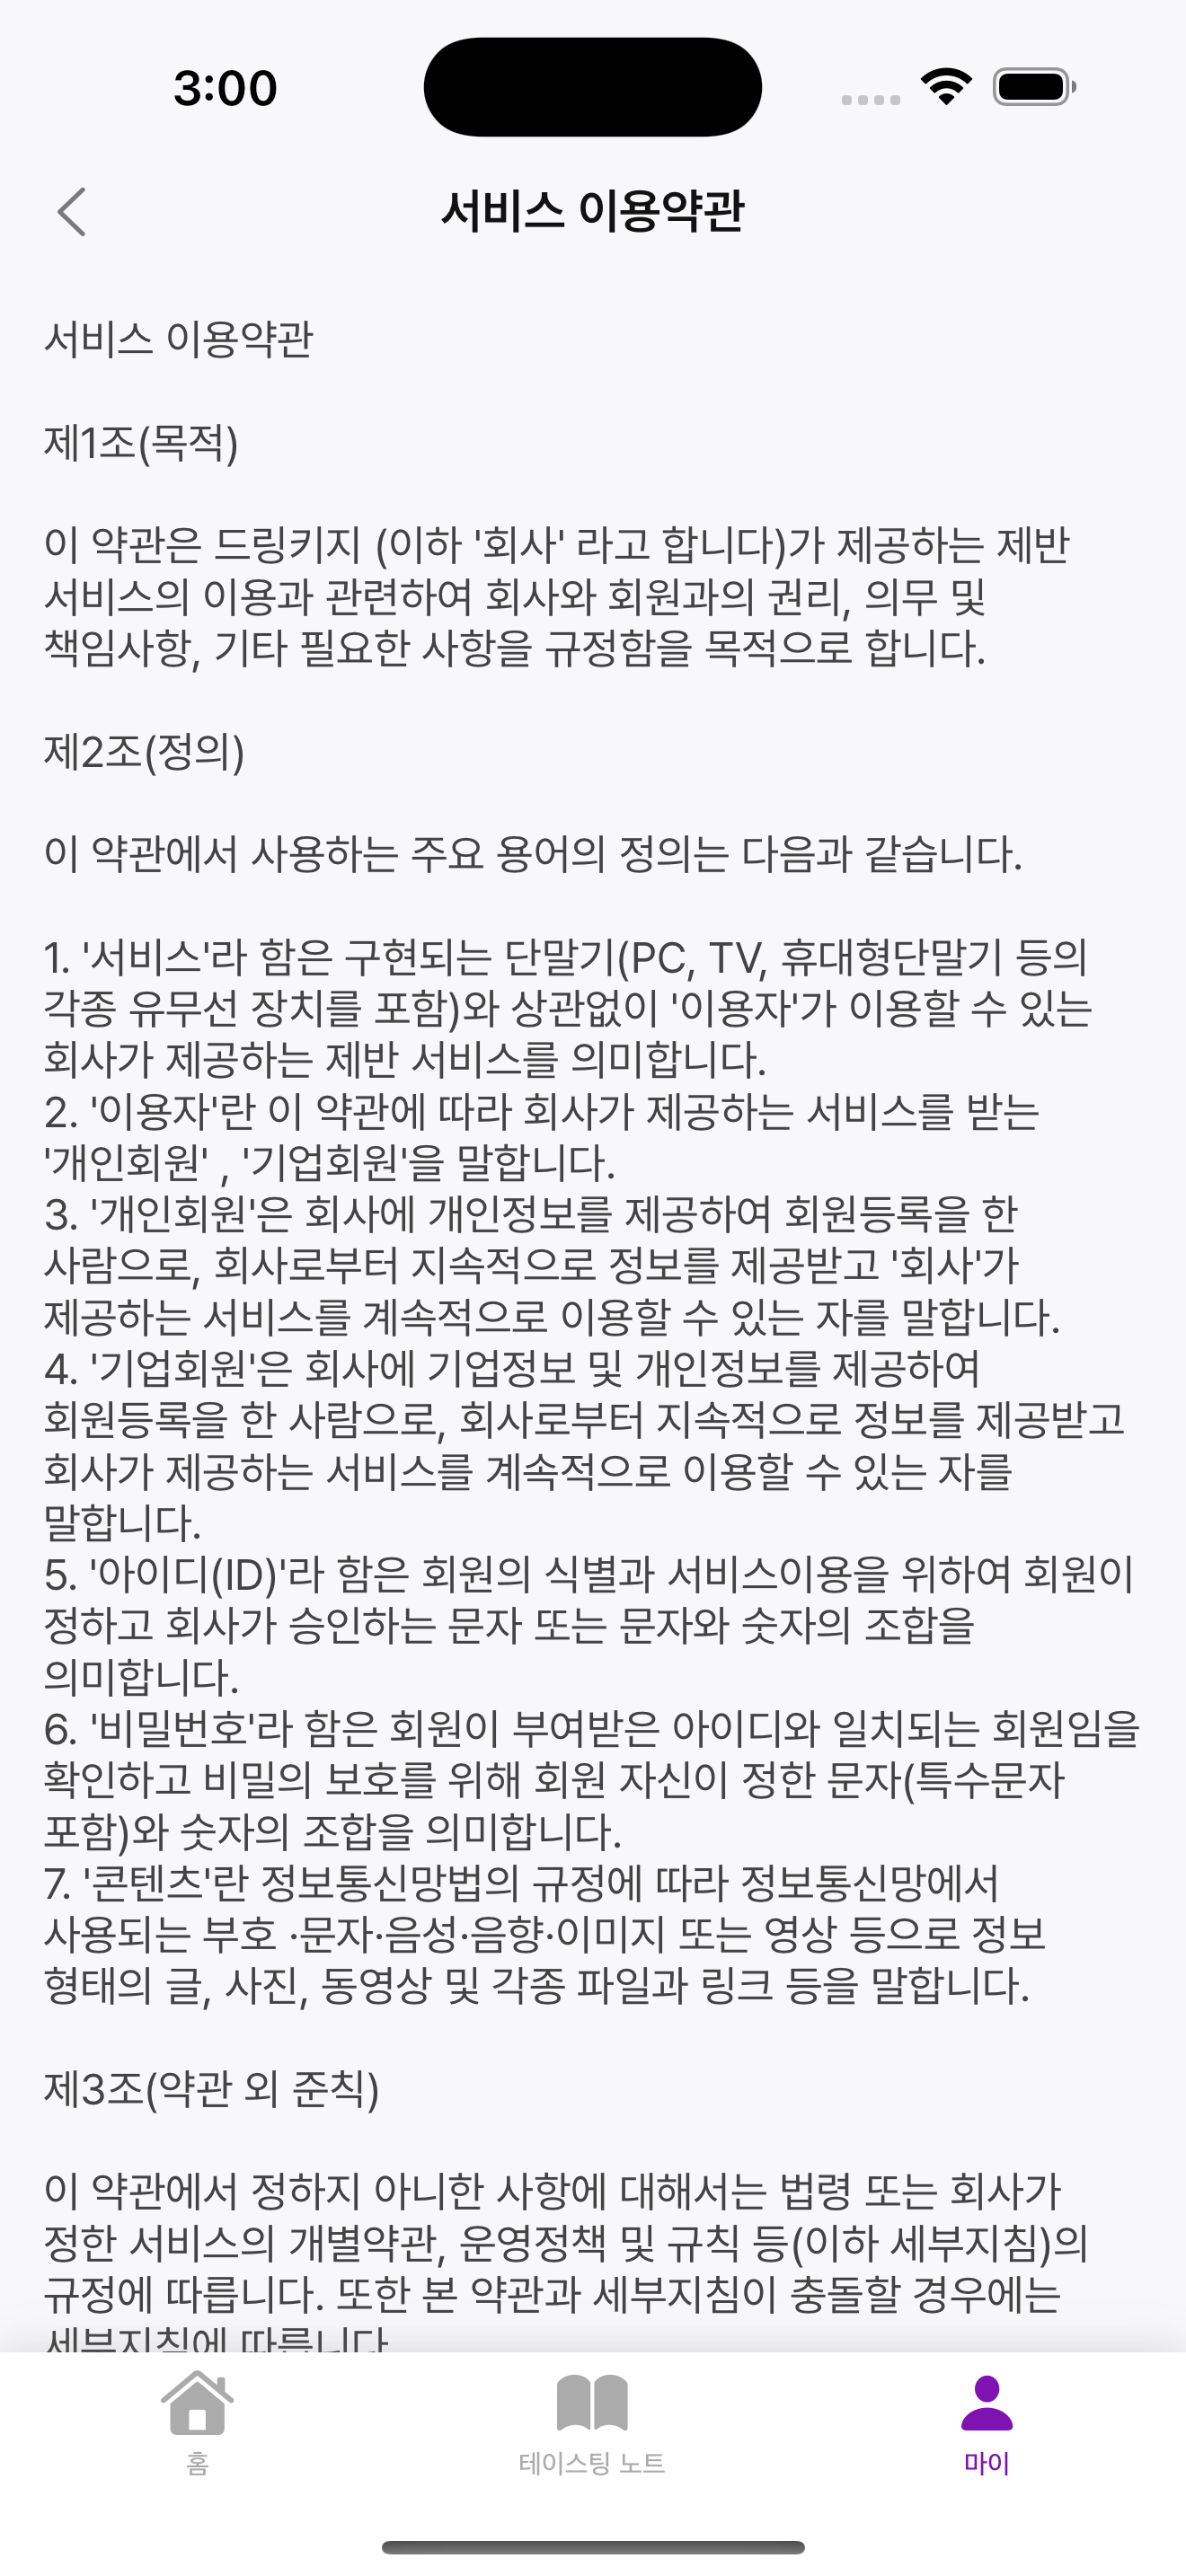 3:00
서비스 이용약관
서비스 이용약관
제1조(목적)
이 약관은 드링키지 (이하 '회사' 라고 합니다)가 제공하는 제반
서비스의 이용과 관련하여 회사와 회원과의 권리, 의무 및
책임사항, 기타 필요한 사항을 규정함을 목적으로 합니다.
제2조(정의)
이 약관에서 사용하는 주요 용어의 정의는 다음과 같습니다.
1. '서비스'라 함은 구현되는 단말기(PC, TV, 휴대형단말기 등의
각종 유무선 장치를 포함)와 상관없이 '이용자'가 이용할 수 있는
회사가 제공하는 제반 서비스를 의미합니다.
2. '이용자'란 이 약관에 따라 회사가 제공하는 서비스를 받는
'개인회원' , '기업회원'을 말합니다.
3. '개인회원'은 회사에 개인정보를 제공하여 회원등록을 한
사람으로, 회사로부터 지속적으로 정보를 제공받고 '회사'가
제공하는 서비스를 계속적으로 이용할 수 있는 자를 말합니다.
4. '기업회원'은 회사에 기업정보 및 개인정보를 제공하여
회원등록을 한 사람으로, 회사로부터 지속적으로 정보를 제공받고
회사가 제공하는 서비스를 계속적으로 이용할 수 있는 자를
말합니다.
5. '아이디(ID)'라 함은 회원의 식별과 서비스이용을 위하여 회원이
정하고 회사가 승인하는 문자 또는 문자와 숫자의 조합을
의미합니다.
6. '비밀번호'라 함은 회원이 부여받은 아이디와 일치되는 회원임을
확인하고 비밀의 보호를 위해 회원 자신이 정한 문자(특수문자
포함)와 숫자의 조합을 의미합니다.
7. '콘텐츠'란 정보통신망법의 규정에 따라 정보통신망에서
사용되는 부호 ·문자·음성·음향·이미지 또는 영상 등으로 정보
형태의 글, 사진, 동영상 및 각종 파일과 링크 등을 말합니다.
제3조(약관 외 준칙)
이 약관에서 정하지 아니한 사항에 대해서는 법령 또는 회사가
정한 서비스의 개별약관, 운영정책 및 규칙 등(이하 세부지침)의
규정에 따릅니다. 또한 본 약관과 세부지침이 충돌할 경우에는
세부지침에 따릅니다
홈
테이스팅 노트
마이